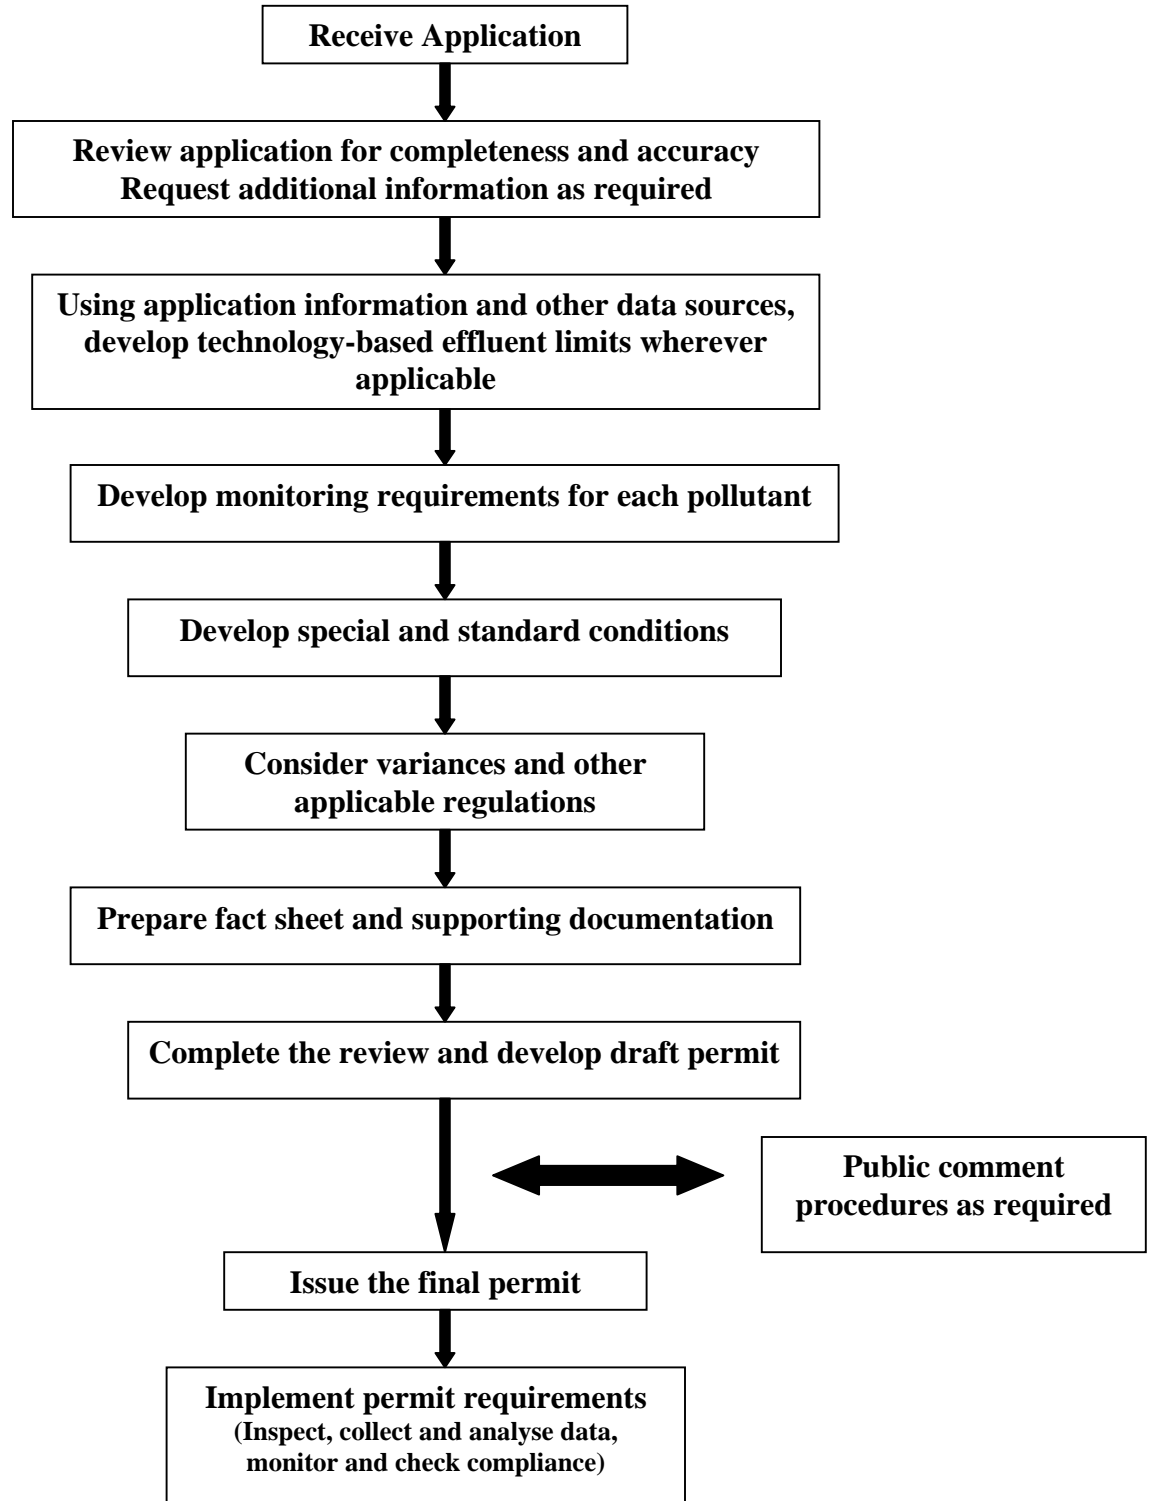 Receive Application
Review application for completeness and accuracy
Request additional information as required
Using application information and other data sources,
develop technology-based effluent limits wherever
applicable
Develop monitoring requirements for each pollutant
Develop special and standard conditions
Consider variances and other
applicable regulations
Prepare fact sheet and supporting documentation
Complete the review and develop draft permit
Public comment
procedures as required
Issue the final permit
Implement permit requirements
(Inspect, collect and analyse data,
monitor and check compliance)